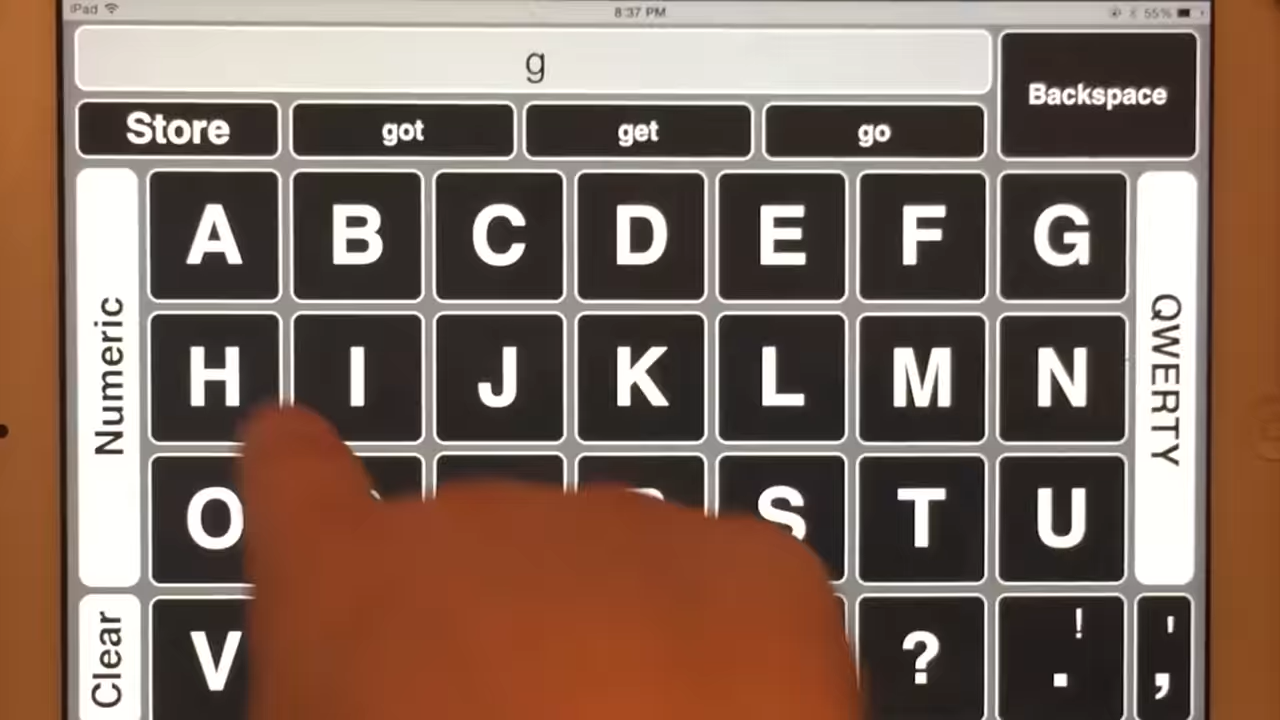 iPad 8:37 PM 55%
g
Backspace
Store got get go
A B C D E F G
Numeric
QWERTY
H I J K L M N
O S T U
Clear
V ? ! . ' ,